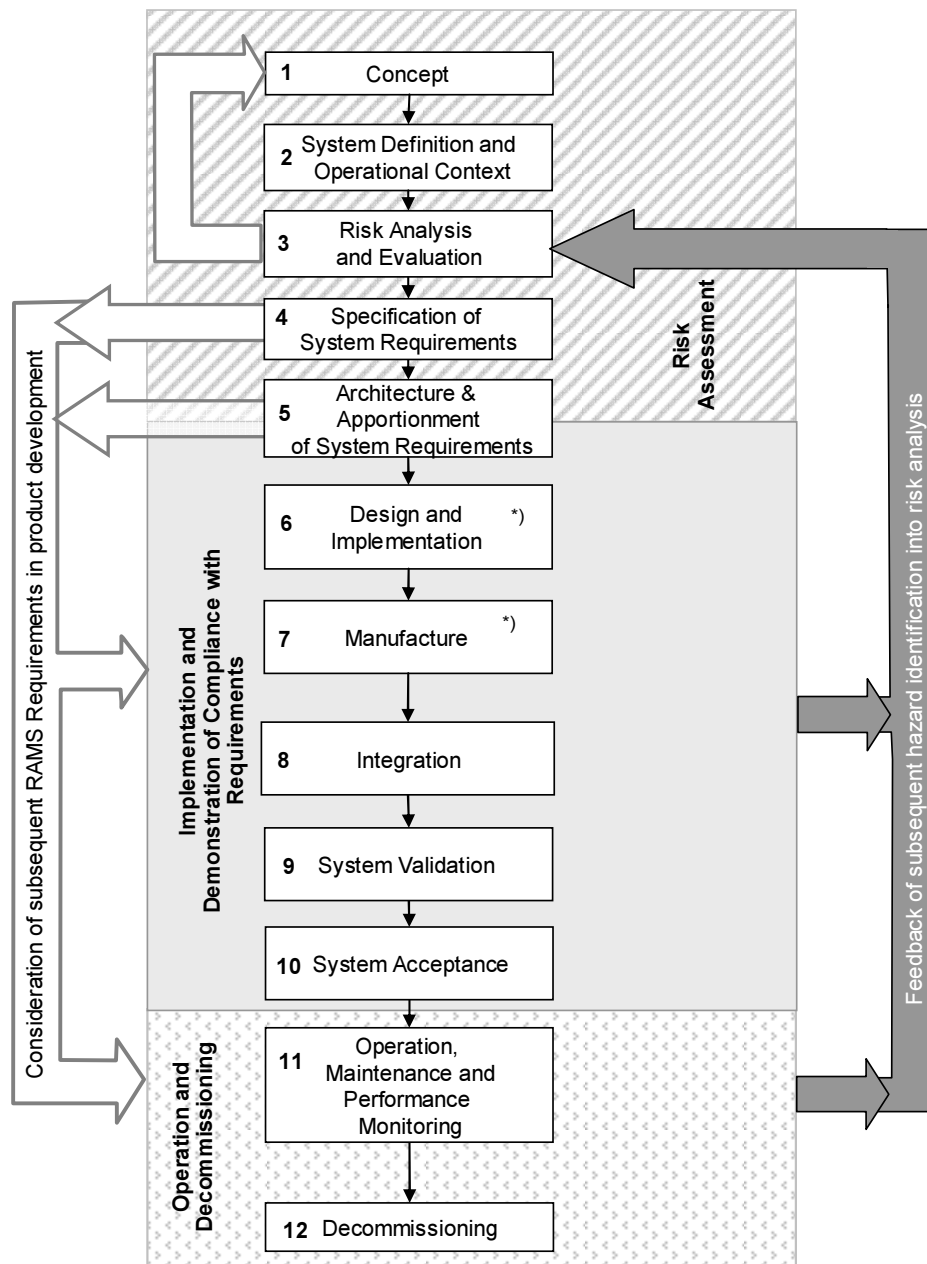 1 Concept
2 System Definition and
Operational Context
3 Risk Analysis
and Evaluation
4 Specification of
System Requirements
5 Architecture &
Apportionment
of System Requirements
6 Design and *)
Implementation
7 Manufacture *)
8 Integration
9 System Validation
10 System Acceptance
11 Operation,
Maintenance and
Performance
Monitoring
12 Decommissioning
Risk
Assessment
Implementation and
Demonstration of Compliance with
Requirements
Operation and
Decommissioning
Consideration of subsequent RAMS Requirements in product development
Feedback of subsequent hazard identification into risk analysis